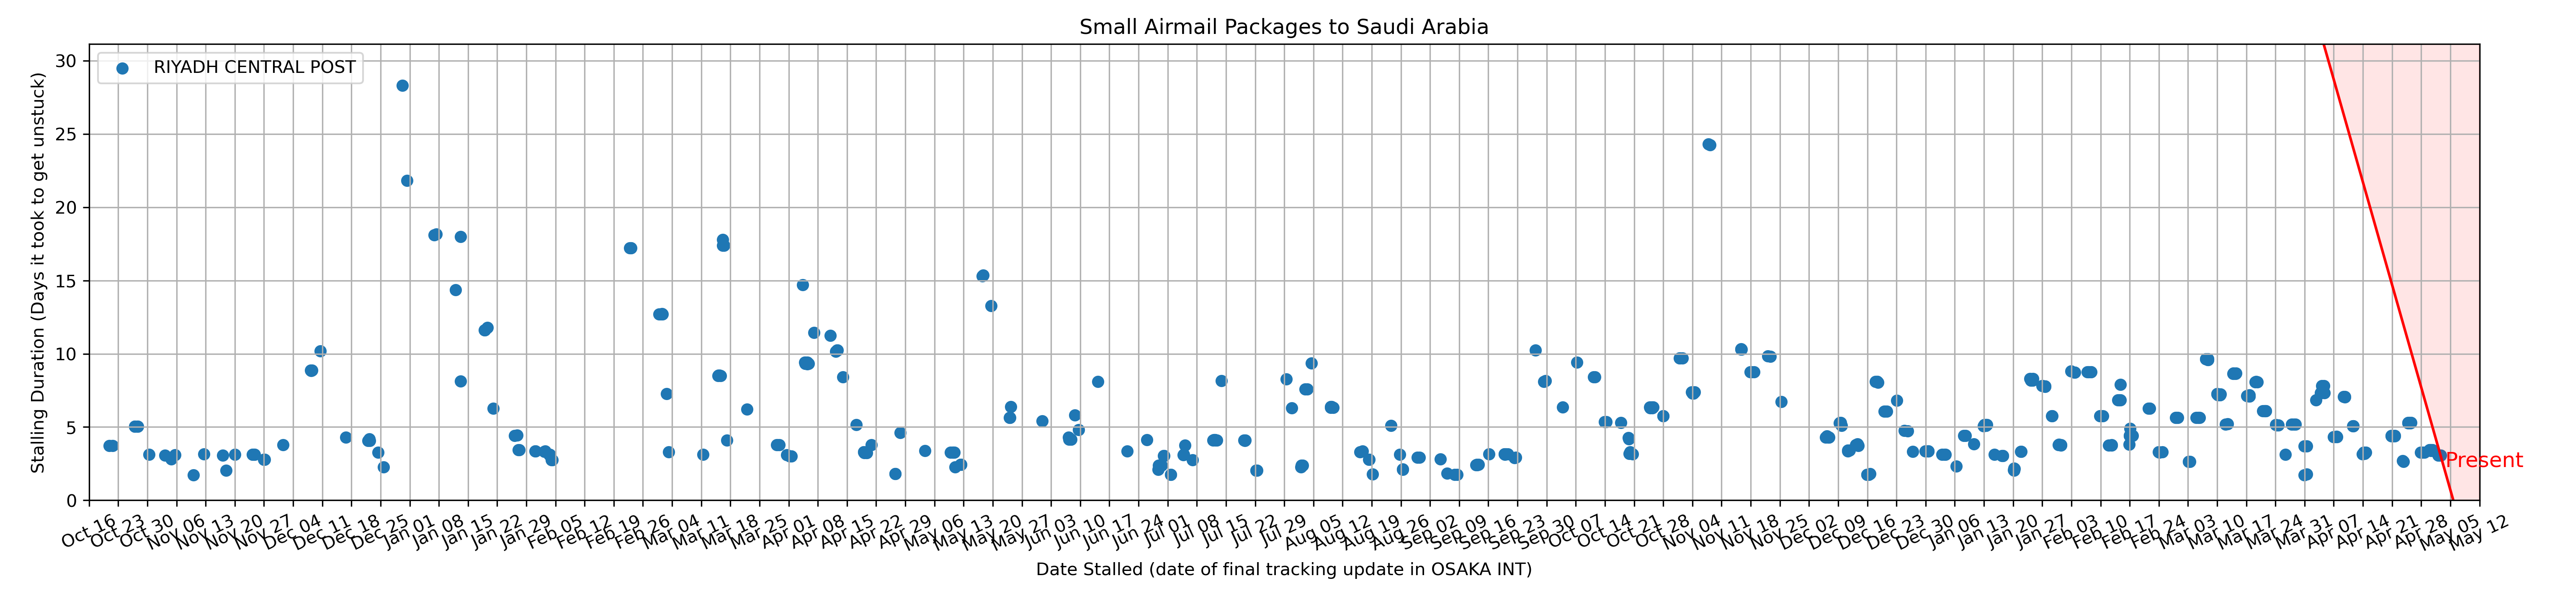 Small Airmail Packages to Saudi Arabia
RIYADH CENTRAL POST
Stalling Duration (Days it took to get unstuck)
30
25
20
15
10
5
0
Present
Oct 16
Oct 23
Oct 30
Nov 06
Nov 13
Nov 20
Nov 27
Dec 04
Dec 11
Dec 18
Dec 25
Jan 01
Jan 08
Jan 15
Jan 22
Jan 29
Feb 05
Feb 12
Feb 19
Feb 26
Mar 04
Mar 11
Mar 18
Mar 25
Apr 01
Apr 08
Apr 15
Apr 22
Apr 29
May 06
May 13
May 20
May 27
Jun 03
Jun 10
Jun 17
Jun 24
Jul 01
Jul 08
Jul 15
Jul 22
Jul 29
Aug 05
Aug 12
Aug 19
Aug 26
Sep 02
Sep 09
Sep 16
Sep 23
Sep 30
Oct 07
Oct 14
Oct 21
Oct 28
Nov 04
Nov 11
Nov 18
Nov 25
Dec 02
Dec 09
Dec 16
Dec 23
Dec 30
Jan 06
Jan 13
Jan 20
Jan 27
Feb 03
Feb 10
Feb 17
Feb 24
Mar 03
Mar 10
Mar 17
Mar 24
Mar 31
Apr 07
Apr 14
Apr 21
Apr 28
May 05
May 12
Date Stalled (date of final tracking update in OSAKA INT)